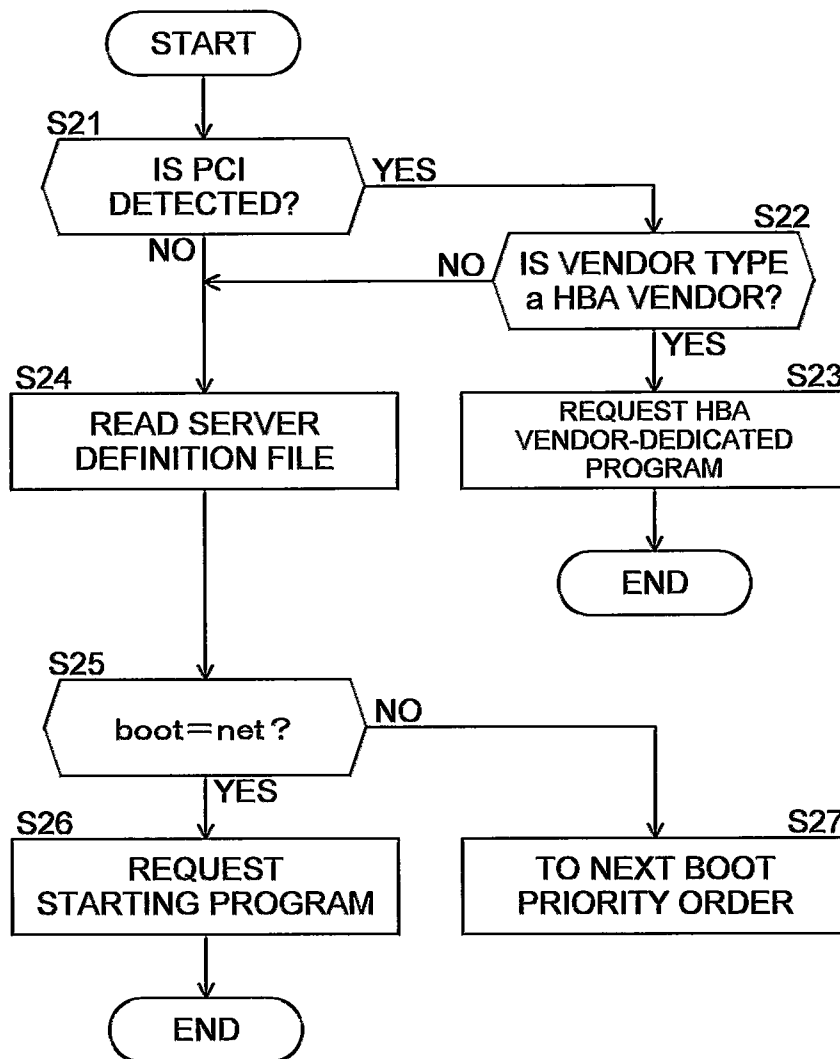 START
S21
IS PCI
DETECTED?
YES
NO
S22
NO
IS VENDOR TYPE
a HBA VENDOR?
YES
S24
READ SERVER
DEFINITION FILE
S23
REQUEST HBA
VENDOR-DEDICATED
PROGRAM
END
S25
boot=net?
NO
YES
S26
REQUEST
STARTING PROGRAM
S27
TO NEXT BOOT
PRIORITY ORDER
END